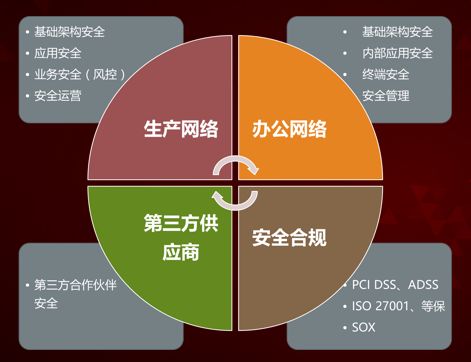 • 基础架构安全
• 应用安全
• 业务安全（风控）
• 安全运营
• 基础架构安全
• 内部应用安全
• 终端安全
• 安全管理
生产网络
办公网络
第三方供
应商
安全合规
• 第三方合作伙伴
安全
• PCI DSS、ADSS
• ISO 27001、等保
• SOX